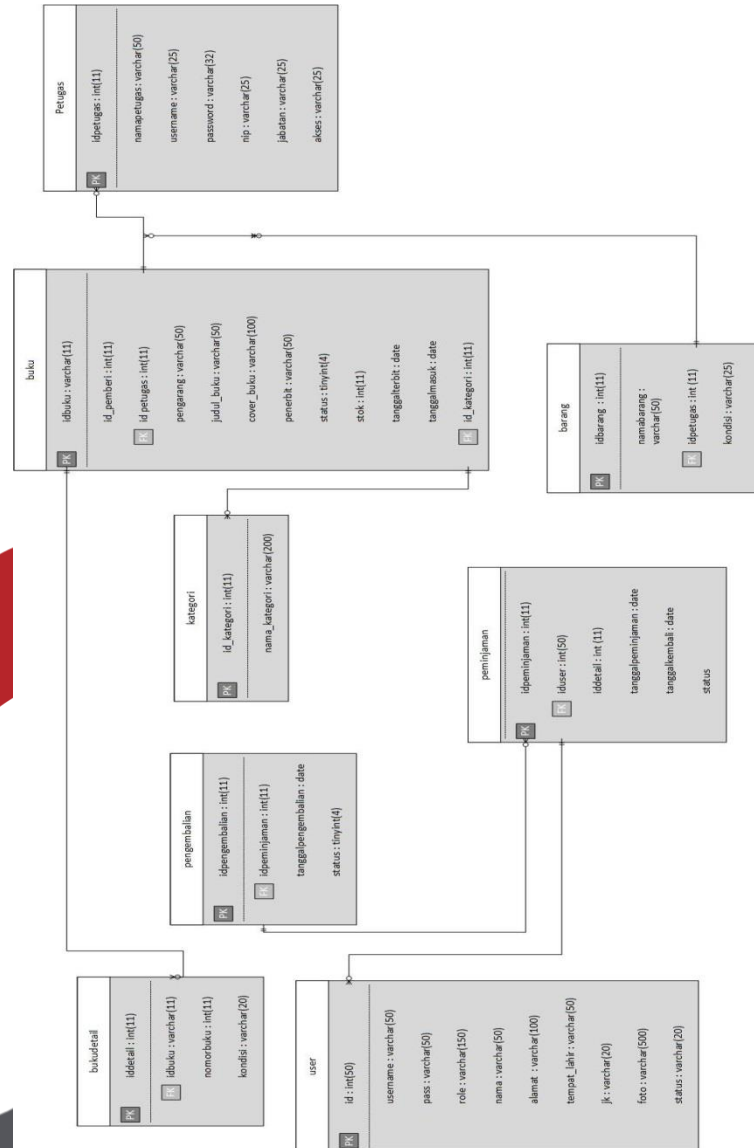 bukudetail
PK
iddetail : int(11)
FK
idbuku : varchar(11)
nomorbuku : int(11)
kondisi : varchar(20)
pengembalian
PK
idpengembalian : int(11)
FK
idpeminjaman : int(11)
tanggalpengembalian : date
status : tinyint(4)
kategori
PK
id_kategori : int(11)
nama_kategori : varchar(200)
buku
PK
idbuku : varchar(11)
id_pemberi : int(11)
FK
id petugas : int(11)
pengarang : varchar(50)
judul_buku : varchar(50)
cover_buku : varchar(100)
penerbit : varchar(50)
status : tinyint(4)
stok : int(11)
tanggalterbit : date
tanggalmasuk : date
FK
id_kategori : int(11)
Petugas
PK
idpetugas : int(11)
namapetugas : varchar(50)
username : varchar(25)
password : varchar(32)
nip : varchar(25)
jabatan : varchar(25)
akses : varchar(25)
user
PK
id : int(50)
username : varchar(50)
pass : varchar(50)
role : varchar(150)
nama : varchar(50)
alamat : varchar(100)
tempat_lahir : varchar(50)
jk : varchar(20)
foto : varchar(500)
status : varchar(20)
peminjaman
PK
idpeminjaman : int(11)
FK
iduser : int(50)
iddetail : int (11)
tanggalpeminjaman : date
tanggalkembali : date
status
barang
PK
idbarang : int(11)
namabarang :
varchar(50)
FK
idpetugas : int (11)
kondisi : varchar(25)